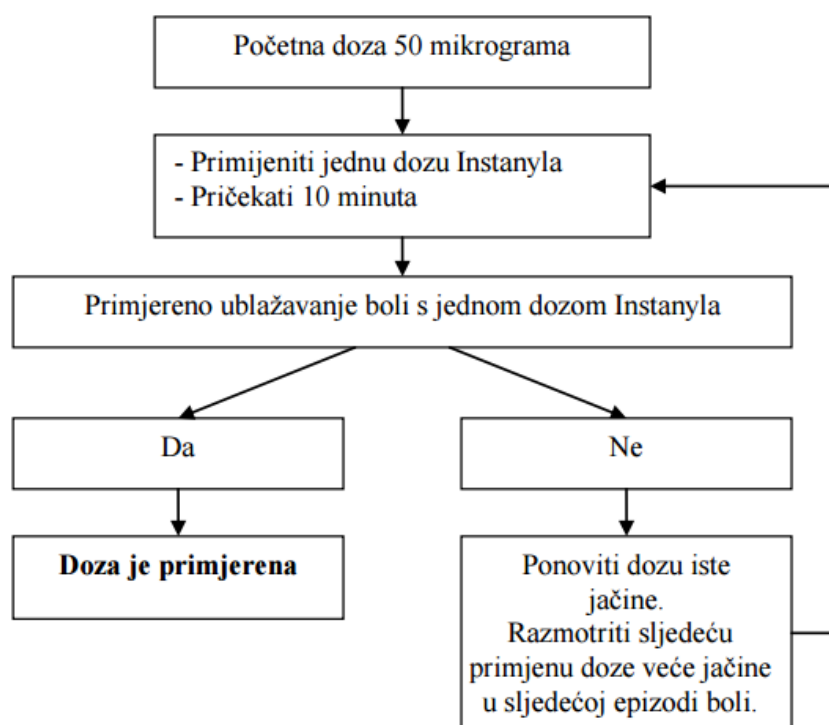 Početna doza 50 mikrograma
- Primijeniti jednu dozu Instanyla
- Pričekati 10 minuta
Primjereno ublažavanje boli s jednom dozom Instanyla
Da
Ne
Doza je primjerena
Ponoviti dozu iste
jačine.
Razmotriti sljedeću
primjenu doze veće jačine
u sljedećoj epizodi boli.